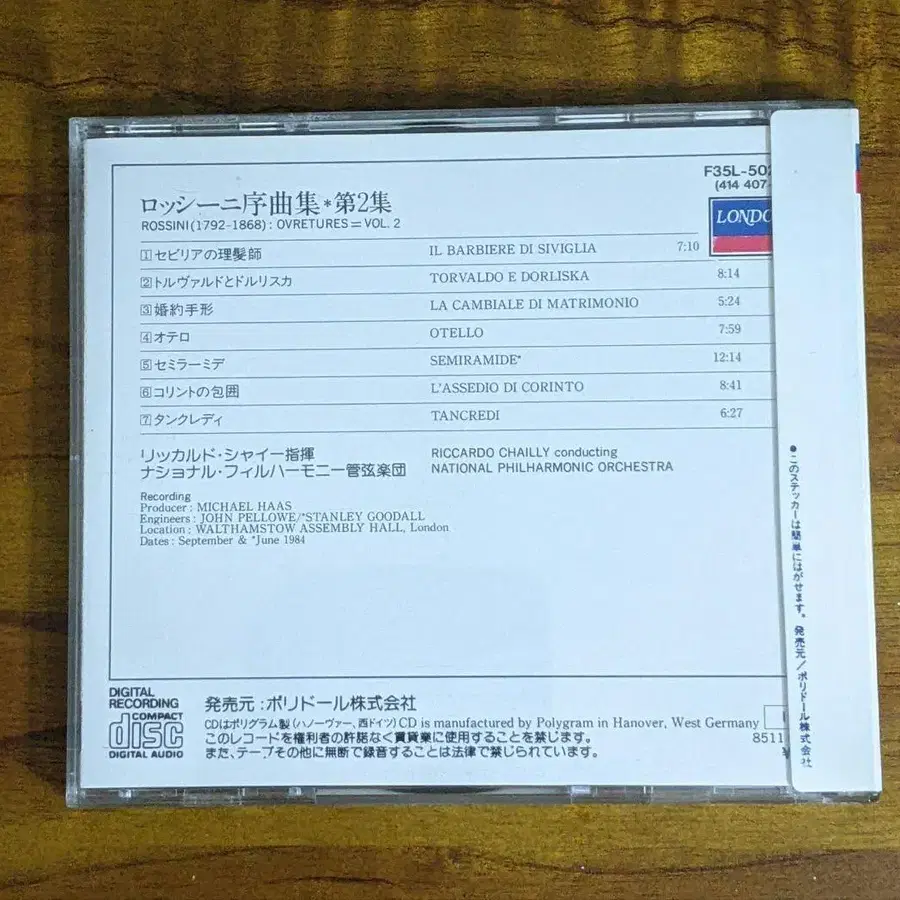 F35L-502
(414 407-
LONDO
ロッシーニ序曲集*第2集
ROSSINI(1792-1868): OVRETURES=VOL. 2
1 セビリアの理髪師 IL BARBIERE DI SIVIGLIA 7:10
2 トルヴァルドとドルリスカ TORVALDO E DORLISKA 8:14
3 婚約手形 LA CAMBIALE DI MATRIMONIO 5:24
4 オテロ OTELLO 7:59
5 セミラーミデ SEMIRAMIDE* 12:14
6 コリントの包囲 L'ASSEDIO DI CORINTO 8:41
7 タンクレディ TANCREDI 6:27
リッカルド・シャイー指揮 RICCARDO CHAILLY conducting
ナショナル・フィルハーモニー管弦楽団 NATIONAL PHILHARMONIC ORCHESTRA
Recording
Producer: MICHAEL HAAS
Engineers: JOHN PELLOWE/*STANLEY GOODALL
Location: WALTHAMSTOW ASSEMBLY HALL, London
Dates: September & *June 1984
DIGITAL
RECORDING
COMPACT
disc
DIGITAL AUDIO
発売元:ポリドール株式会社
CDはポリグラム製(ハノーヴァー、西ドイツ)CD is manufactured by Polygram in Hanover, West Germany
このレコードを権利者の許諾なく賃貸業に使用することを禁じます。
また、テープその他に無断で録音することは法律で禁じられています。
8511
¥
●このステッカーは簡単にはがせます。発売元/ポリドール株式会社